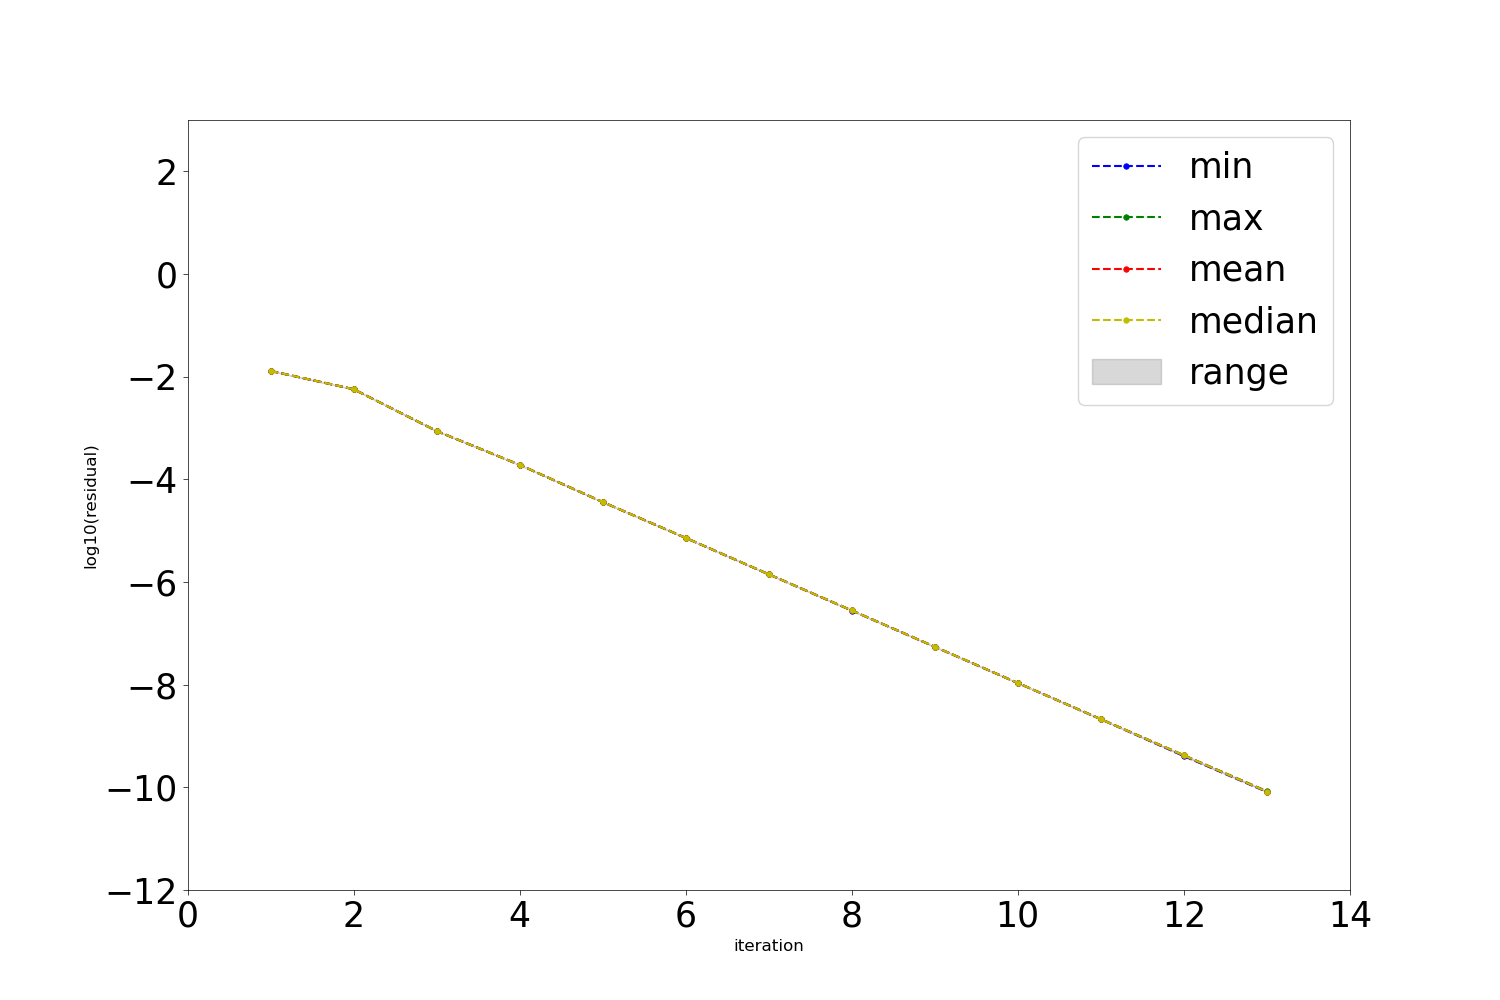 2
0
−2
−4
−6
−8
−10
−12
log10(residual)
0 2 4 6 8 10 12 14
iteration
min
max
mean
median
range